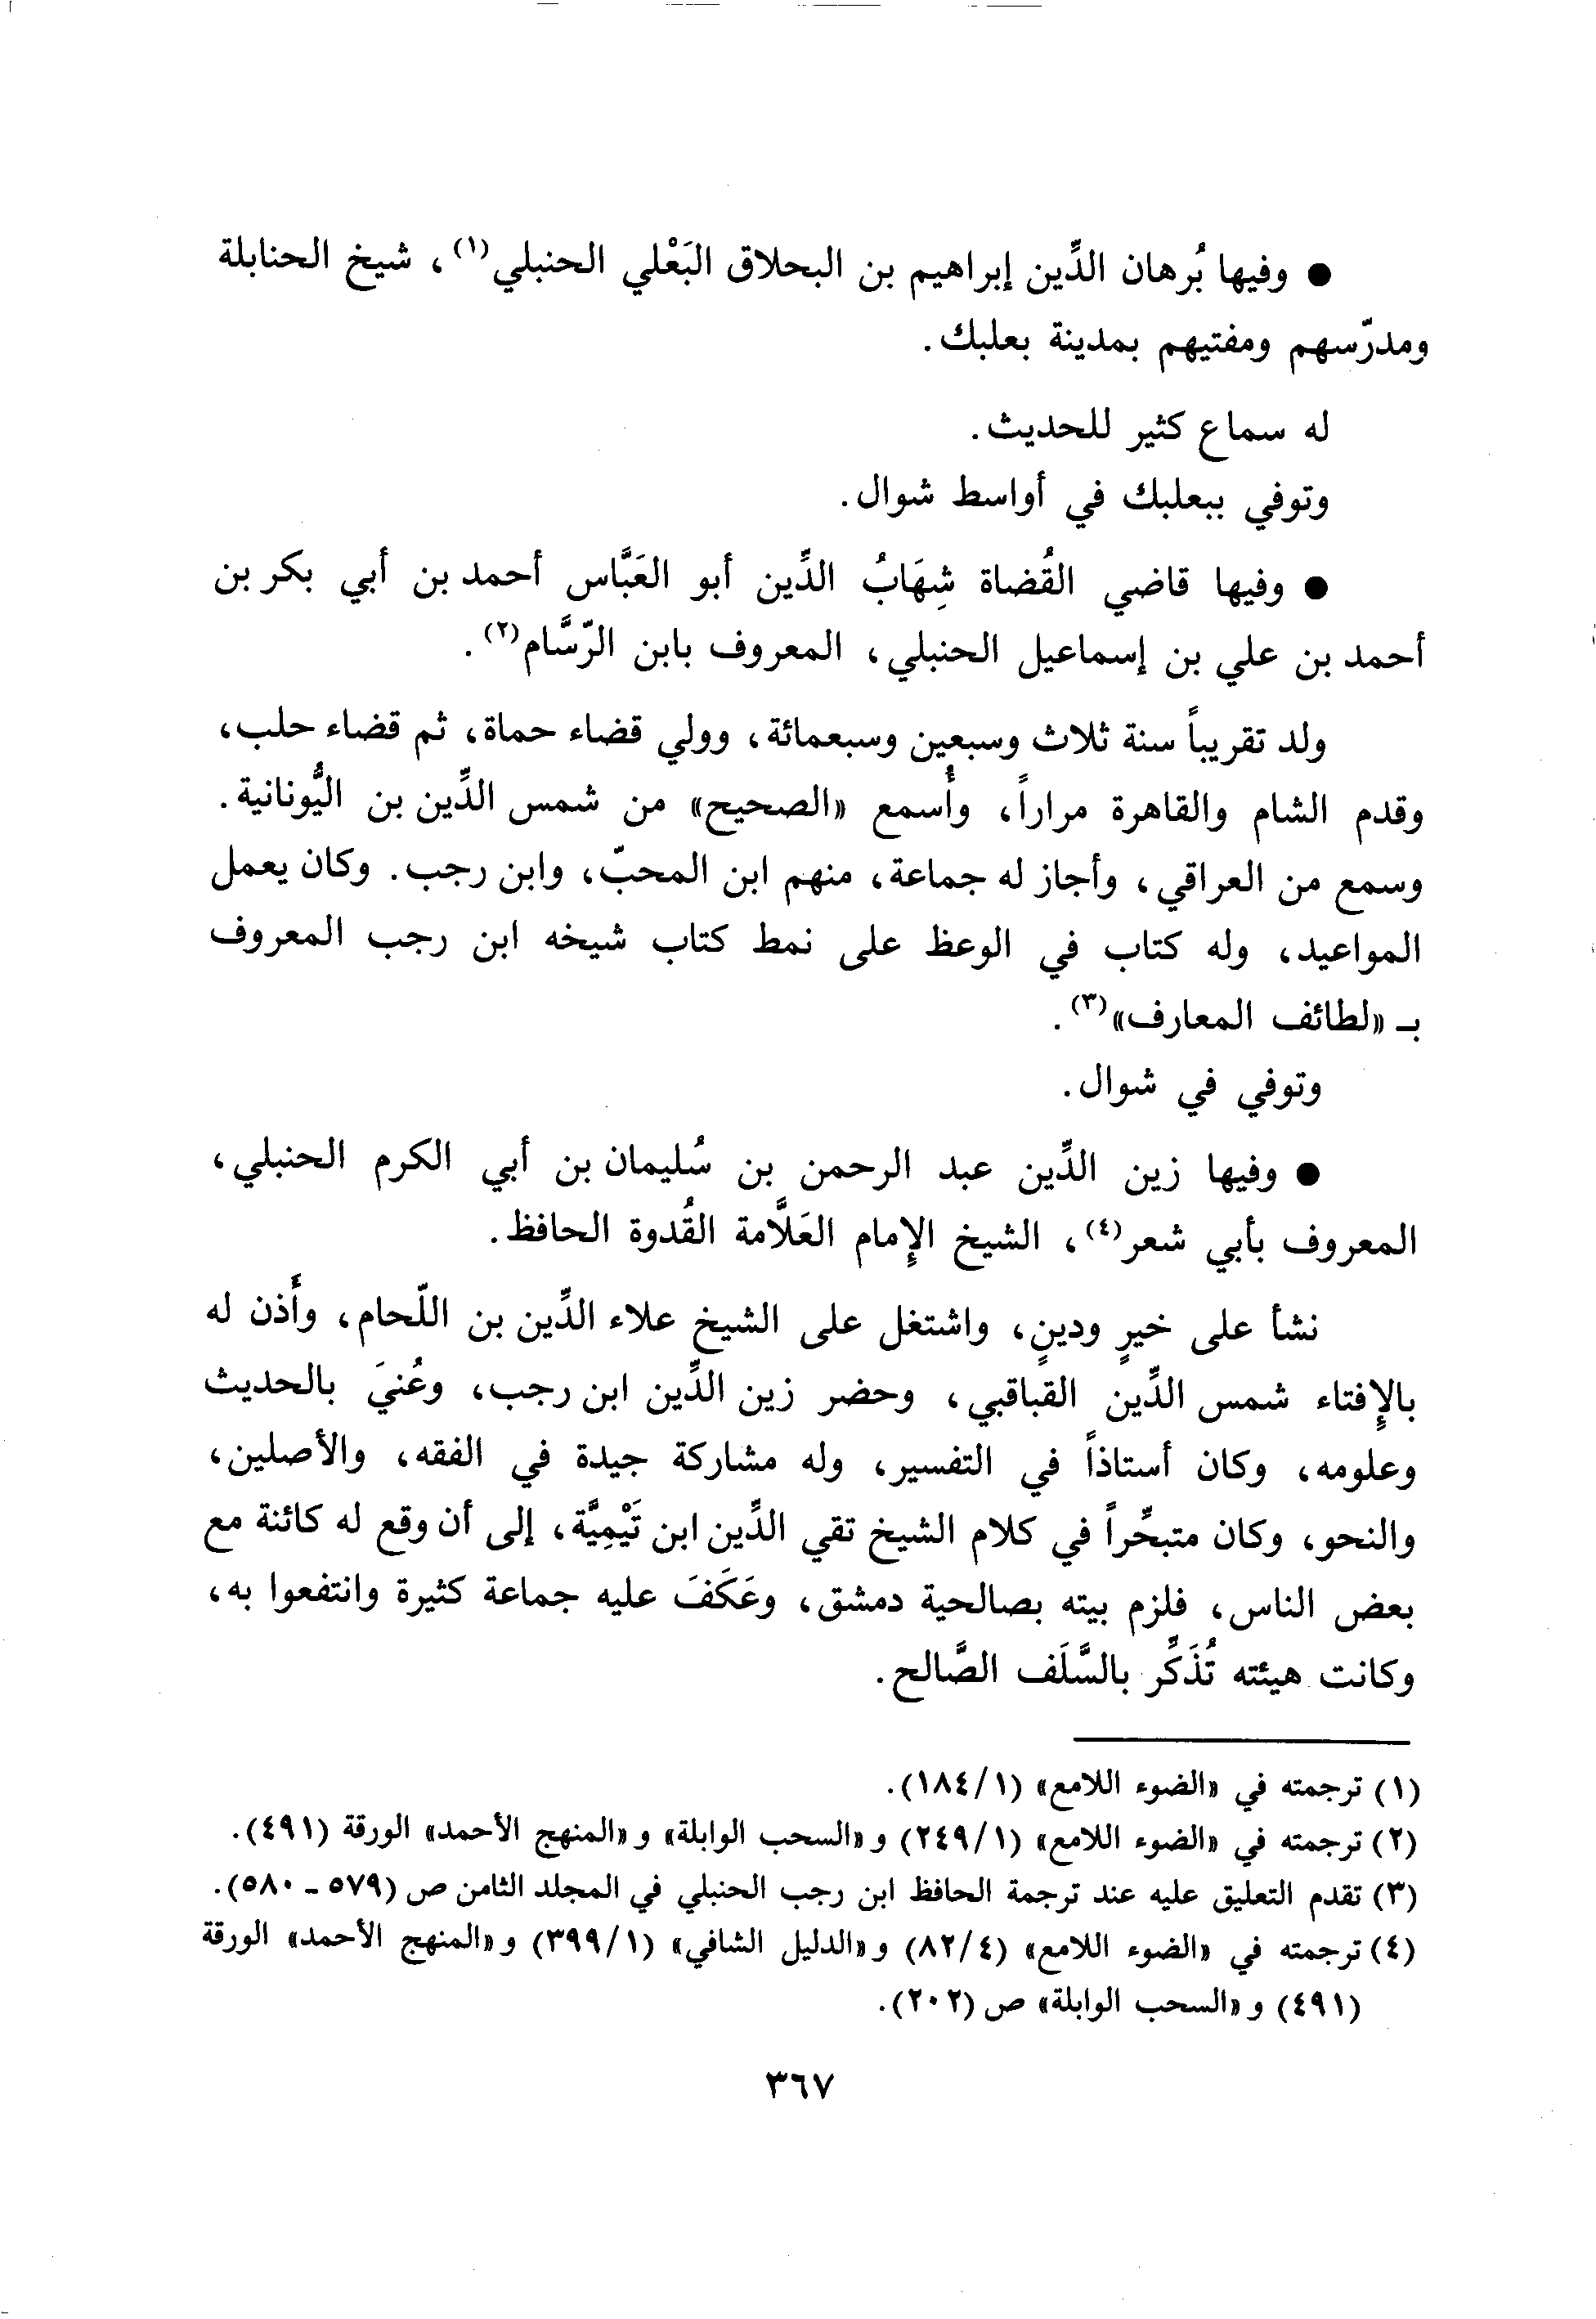 ● وفيها بُرهان الدِّين إبراهيم بن البحلاق البَعْلي الحنبلي(١)، شيخ الحنابلة
ومدرّسهم ومفتيهم بمدينة بعلبك.
له سماع كثير للحديث.
وتوفي ببعلبك في أواسط شوال.
● وفيها قاضي القُضاة شِهَابُ الدِّين أبو العَبَّاس أحمد بن أبي بكر بن
أحمد بن علي بن إسماعيل الحنبلي، المعروف بابن الرّسَّام(٢).
ولد تقريباً سنة ثلاث وسبعين وسبعمائة، وولي قضاء حماة، ثم قضاء حلب،
وقدم الشام والقاهرة مراراً، وأُسمع «الصحيح» من شمس الدِّين بن اليُّونانية.
وسمع من العراقي، وأجاز له جماعة، منهم ابن المحبّ، وابن رجب. وكان يعمل
المواعيد، وله كتاب في الوعظ على نمط كتاب شيخه ابن رجب المعروف
بـ «لطائف المعارف»(٣).
وتوفي في شوال.
● وفيها زين الدِّين عبد الرحمن بن سُليمان بن أبي الكرم الحنبلي،
المعروف بأبي شعر(٤)، الشيخ الإِمام العَلَّامة القُدوة الحافظ.
نشأ على خيرٍ ودينٍ، واشتغل على الشيخ علاء الدِّين بن اللّحام، وأَذن له
بالإِفتاء شمس الدِّين القباقبي، وحضر زين الدِّين ابن رجب، وعُنيَ بالحديث
وعلومه، وكان أستاذاً في التفسير، وله مشاركة جيدة في الفقه، والأصلين،
والنحو، وكان متبحِّراً في كلام الشيخ تقي الدِّين ابن تَيْمِيَّة، إلى أن وقع له كائنة مع
بعض الناس، فلزم بيته بصالحية دمشق، وعَكَفَ عليه جماعة كثيرة وانتفعوا به،
وكانت هيئته تُذَكِّر بالسَّلَف الصَّالح.
(١) ترجمته في «الضوء اللامع» (١/١٨٤).
(٢) ترجمته في «الضوء اللامع» (١/٢٤٩) و«السحب الوابلة» و«المنهج الأحمد» الورقة (٤٩١).
(٣) تقدم التعليق عليه عند ترجمة الحافظ ابن رجب الحنبلي في المجلد الثامن ص (٥٧٩ - ٥٨٠).
(٤) ترجمته في «الضوء اللامع» (٤/٨٢) و«الدليل الشافي» (١/٣٩٩) و«المنهج الأحمد» الورقة
(٤٩١) و«السحب الوابلة» ص (٢٠٢).
٣٦٧